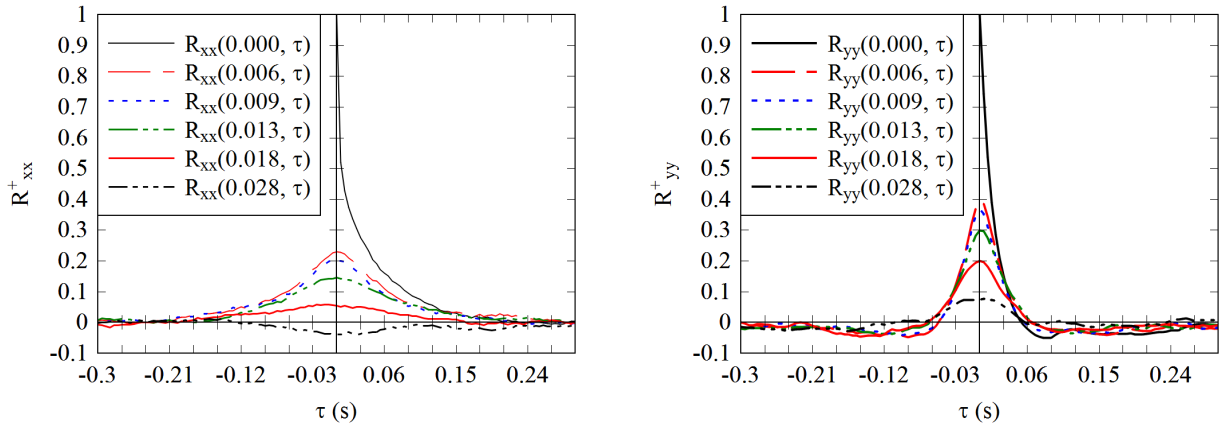 1
0.9
0.8
0.7
0.6
0.5
0.4
0.3
0.2
0.1
0
-0.1
R⁺xx
Rxx(0.000, τ)
Rxx(0.006, τ)
Rxx(0.009, τ)
Rxx(0.013, τ)
Rxx(0.018, τ)
Rxx(0.028, τ)
-0.3 -0.21 -0.12 -0.03 0.06 0.15 0.24
τ (s)
1
0.9
0.8
0.7
0.6
0.5
0.4
0.3
0.2
0.1
0
-0.1
R⁺yy
Ryy(0.000, τ)
Ryy(0.006, τ)
Ryy(0.009, τ)
Ryy(0.013, τ)
Ryy(0.018, τ)
Ryy(0.028, τ)
-0.3 -0.21 -0.12 -0.03 0.06 0.15 0.24
τ (s)